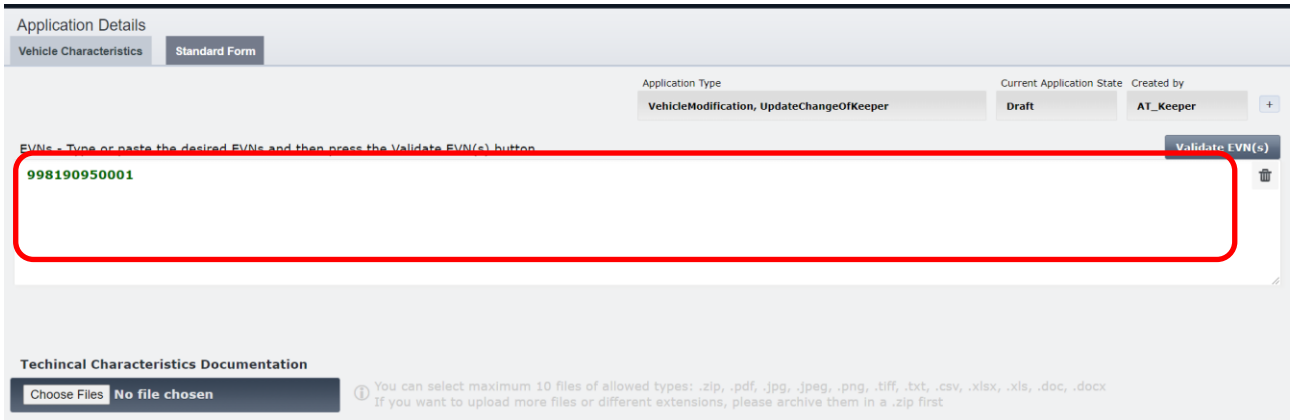 Application Details
Vehicle Characteristics Standard Form
Application Type Current Application State Created by
VehicleModification, UpdateChangeOfKeeper Draft AT_Keeper +
EVNs - Type or paste the desired EVNs and then press the Validate EVN(s) button
Validate EVN(s)
998190950001
Techincal Characteristics Documentation
Choose Files No file chosen
You can select maximum 10 files of allowed types: .zip, .pdf, .jpg, .jpeg, .png, .tiff, .txt, .csv, .xlsx, .xls, .doc, .docx
If you want to upload more files or different extensions, please archive them in a .zip first